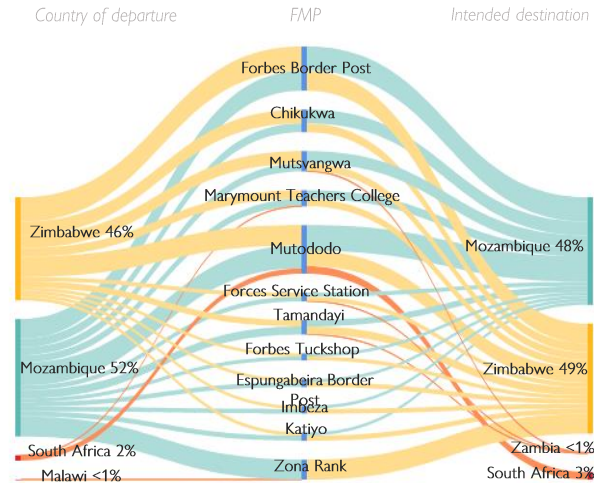 Country of departure
FMP
Intended destination
Forbes Border Post
Chikukwa
Mutsvangwa
Marymount Teachers College
Zimbabwe 46%
Mozambique 48%
Mutododo
Forces Service Station
Tamandayi
Forbes Tuckshop
Mozambique 52%
Zimbabwe 49%
Espungabeira Border
Post
Imbeza
Katiyo
South Africa 2%
Zambia <1%
Zona Rank
Malawi <1%
South Africa 3%